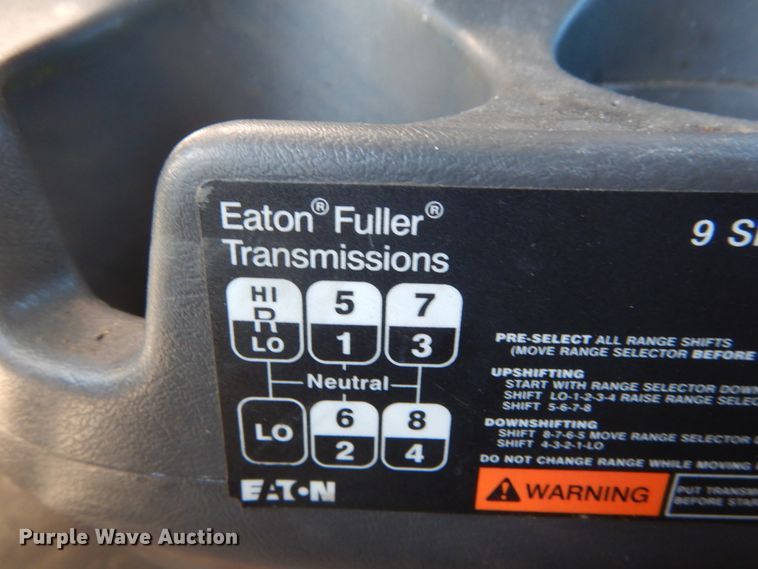 Eaton® Fuller®
Transmissions
9
HI 5 7
R
LO 1 3
Neutral
LO 6 8
2 4
EATON
PRE-SELECT ALL RANGE SHIFTS
(MOVE RANGE SELECTOR BEFORE
UPSHIFTING
START WITH RANGE SELECTOR DOWN
SHIFT LO-1-2-3-4 RAISE RANGE
SHIFT 5-6-7-8
DOWNSHIFTING
SHIFT 8-7-6-5 MOVE RANGE SELECTOR
SHIFT 4-3-2-1-LO
DO NOT CHANGE RANGE WHILE MOVING
WARNING
PUT
BEFORE
Purple Wave Auction